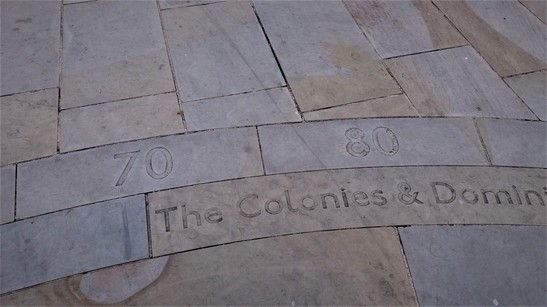 70 80
The Colonies & Domini